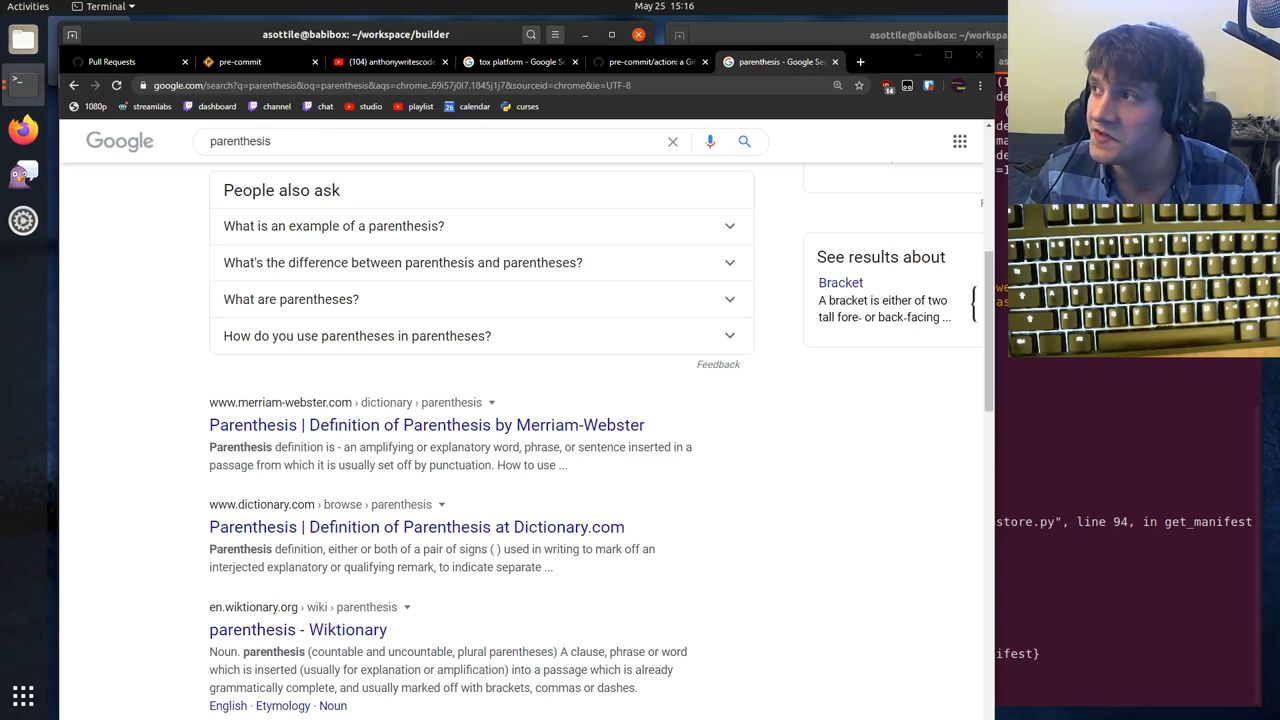 Activities
Terminal
May 25 15:16
asottile@babibox: ~/workspace/builder
asottile@babibox: ~/workspace
Pull Requests
pre-commit
(104) anthonywritescode
tox platform - Google Se
pre-commit/action: a Git
parenthesis - Google Sea
google.com/search?q=parenthesis&oq=parenthesis&aqs=chrome..69i57j0l7.1845j1j7&sourceid=chrome&ie=UTF-8
1080p
streamlabs
dashboard
channel
chat
studio
playlist
calendar
curses
Google
parenthesis
People also ask
What is an example of a parenthesis?
What's the difference between parenthesis and parentheses?
What are parentheses?
How do you use parentheses in parentheses?
Feedback
See results about
Bracket
A bracket is either of two
tall fore- or back-facing ...
www.merriam-webster.com › dictionary › parenthesis
Parenthesis | Definition of Parenthesis by Merriam-Webster
Parenthesis definition is - an amplifying or explanatory word, phrase, or sentence inserted in a
passage from which it is usually set off by punctuation. How to use ...
www.dictionary.com › browse › parenthesis
Parenthesis | Definition of Parenthesis at Dictionary.com
Parenthesis definition, either or both of a pair of signs ( ) used in writing to mark off an
interjected explanatory or qualifying remark, to indicate separate ...
store.py", line 94, in get_manifest
en.wiktionary.org › wiki › parenthesis
parenthesis - Wiktionary
Noun. parenthesis (countable and uncountable, plural parentheses) A clause, phrase or word
which is inserted (usually for explanation or amplification) into a passage which is already
grammatically complete, and usually marked off with brackets, commas or dashes.
English · Etymology · Noun
ifest}